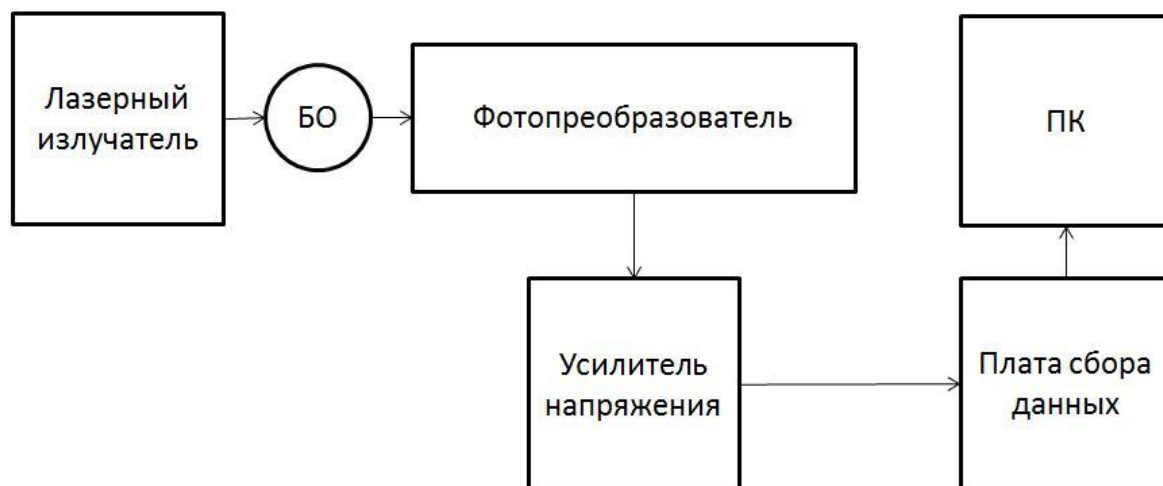 Лазерный
излучатель
БО
Фотопреобразователь
ПК
Усилитель
напряжения
Плата сбора
данных